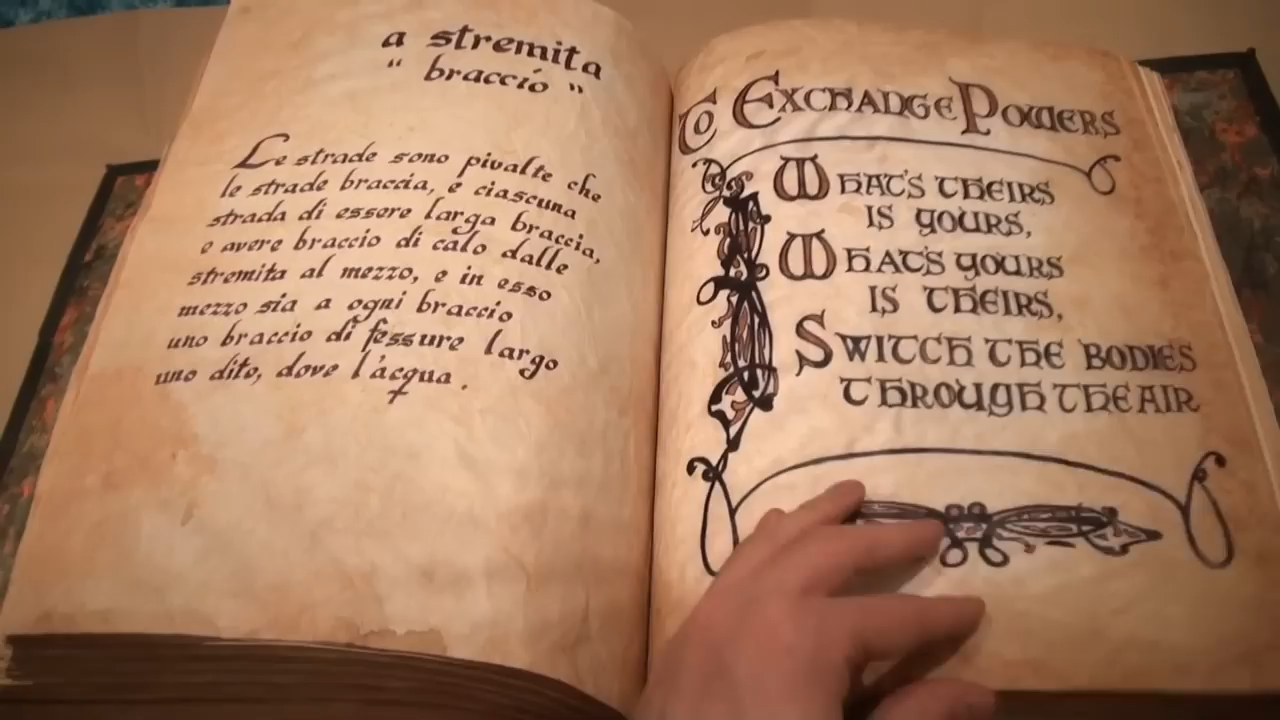 a stremita
" braccio "
Le strade sono pivalte che
le strade braccia, e ciascuna
strada di essere larga braccia,
e avere braccio di calo dalle
stremita al mezzo, e in esso
mezzo sia a ogni braccio
uno braccio di fessure largo
uno dito, dove l'acqua.
To Exchange Powers
What's theirs
is yours,
What's yours
is theirs,
Switch the bodies
through the air